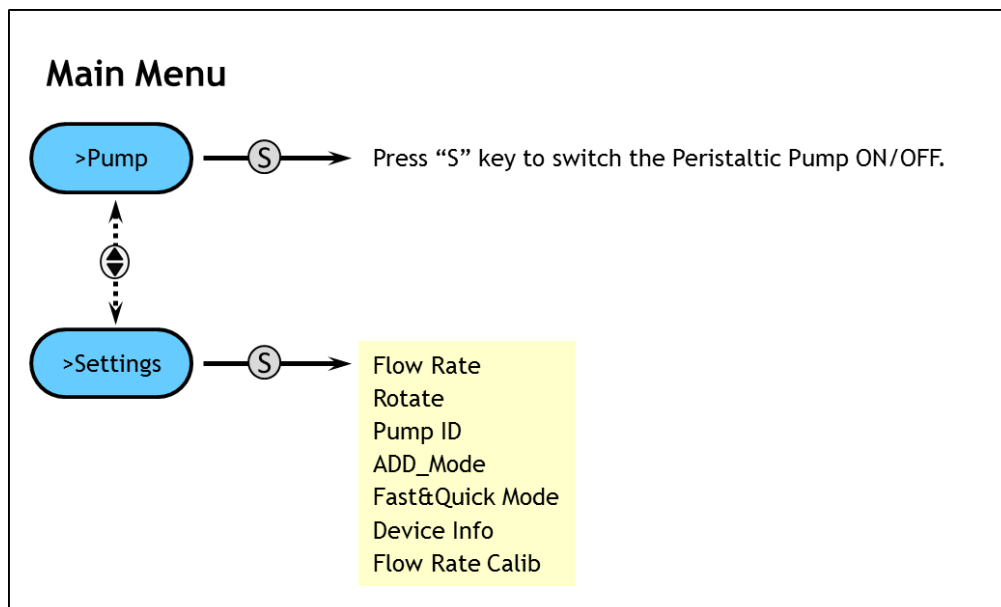 Main Menu
>Pump
S
Press “S” key to switch the Peristaltic Pump ON/OFF.
>Settings
S
Flow Rate
Rotate
Pump ID
ADD_Mode
Fast&Quick Mode
Device Info
Flow Rate Calib